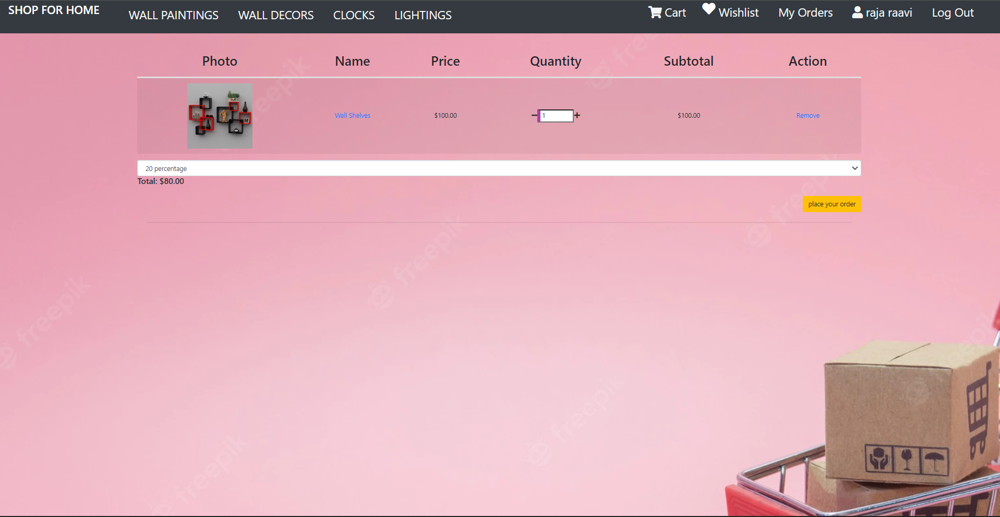 SHOP FOR HOME WALL PAINTINGS WALL DECORS CLOCKS LIGHTINGS Cart Wishlist My Orders raja raavi Log Out
Photo Name Price Quantity Subtotal Action
Wall Shelves $100.00 1 $100.00 Remove
20 percentage
Total: $80.00
place your order
freepik
freepik
freepik
freepik
freepik
freepik
freepik
freepik